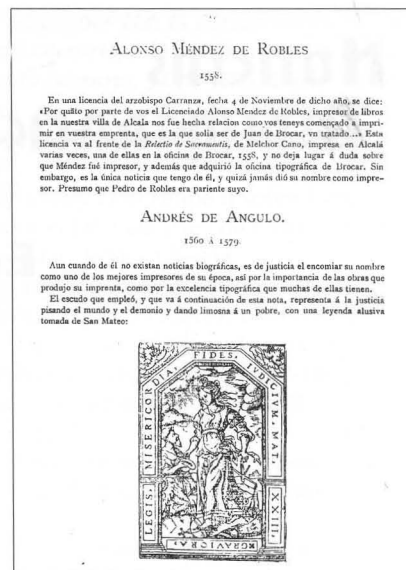 ALONSO MÉNDEZ DE ROBLES
1558.
En una licencia del arzobispo Carranza, fecha 4 de Noviembre de dicho año, se dice:
«Por quãto por parte de vos el Licenciado Alonso Mendez de Robles, impresor de libros
en la nuestra villa de Alcala nos fue hecha relacion como vos teneys començado a impri-
mir en vuestra emprenta, que es la que solia ser de Juan de Brocar, vn tratado ...» Esta
licencia va al frente de la Relectio de Sacramentis, de Melchor Cano, impresa en Alcalá
varias veces, una de ellas en la oficina de Brocar, 1558, y no deja lugar á duda sobre
que Méndez fué impresor, y además que adquirió la oficina tipográfica de Brocar. Sin
embargo, es la única noticia que tengo de él, y quizá jamás dió su nombre como impre-
sor. Presumo que Pedro de Robles era pariente suyo.
ANDRÉS DE ANGULO.
1560 Á 1579.
Aun cuando de él no existan noticias biográficas, es de justicia el encomiar su nombre
como uno de los mejores impresores de su época, así por la importancia de las obras que
produjo su imprenta, como por la excelencia tipográfica que muchas de ellas tienen.
El escudo que empleó, y que va á continuación de esta nota, representa á la justicia
pisando el mundo y el demonio y dando limosna á un pobre, con una leyenda alusiva
tomada de San Mateo:
LEGIS. MISERICORDIA. FIDES. IVDICIVM. MAT. XXIII.